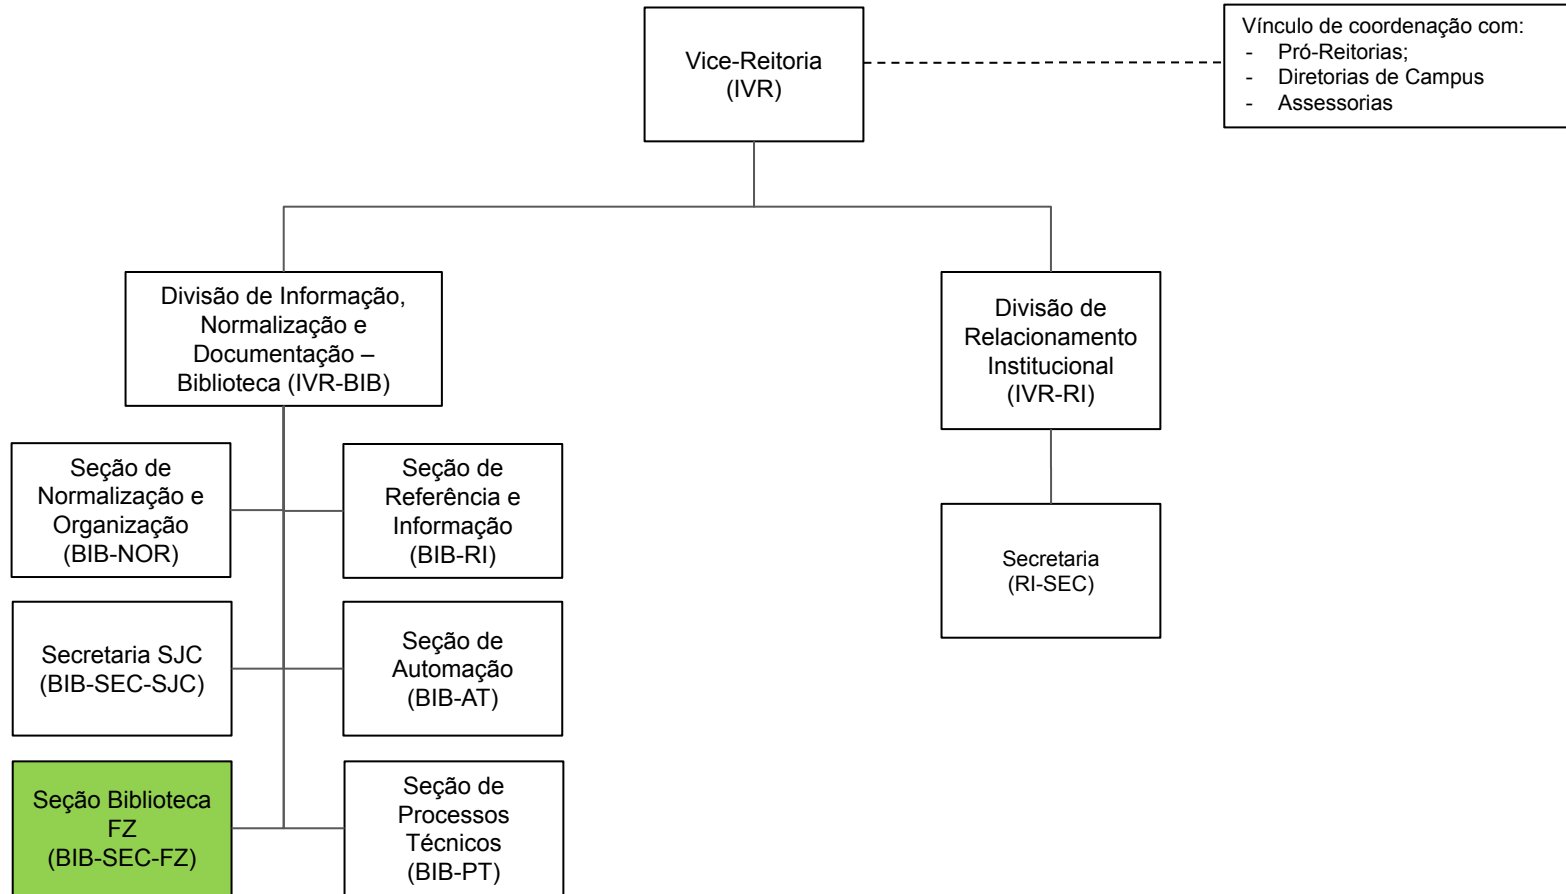 Vice-Reitoria
(IVR)
Vínculo de coordenação com:
- Pró-Reitorias;
- Diretorias de Campus
- Assessorias
Divisão de Informação,
Normalização e
Documentação –
Biblioteca (IVR-BIB)
Divisão de
Relacionamento
Institucional
(IVR-RI)
Seção de
Normalização e
Organização
(BIB-NOR)
Seção de
Referência e
Informação
(BIB-RI)
Secretaria
(RI-SEC)
Secretaria SJC
(BIB-SEC-SJC)
Seção de
Automação
(BIB-AT)
Seção Biblioteca
FZ
(BIB-SEC-FZ)
Seção de
Processos
Técnicos
(BIB-PT)